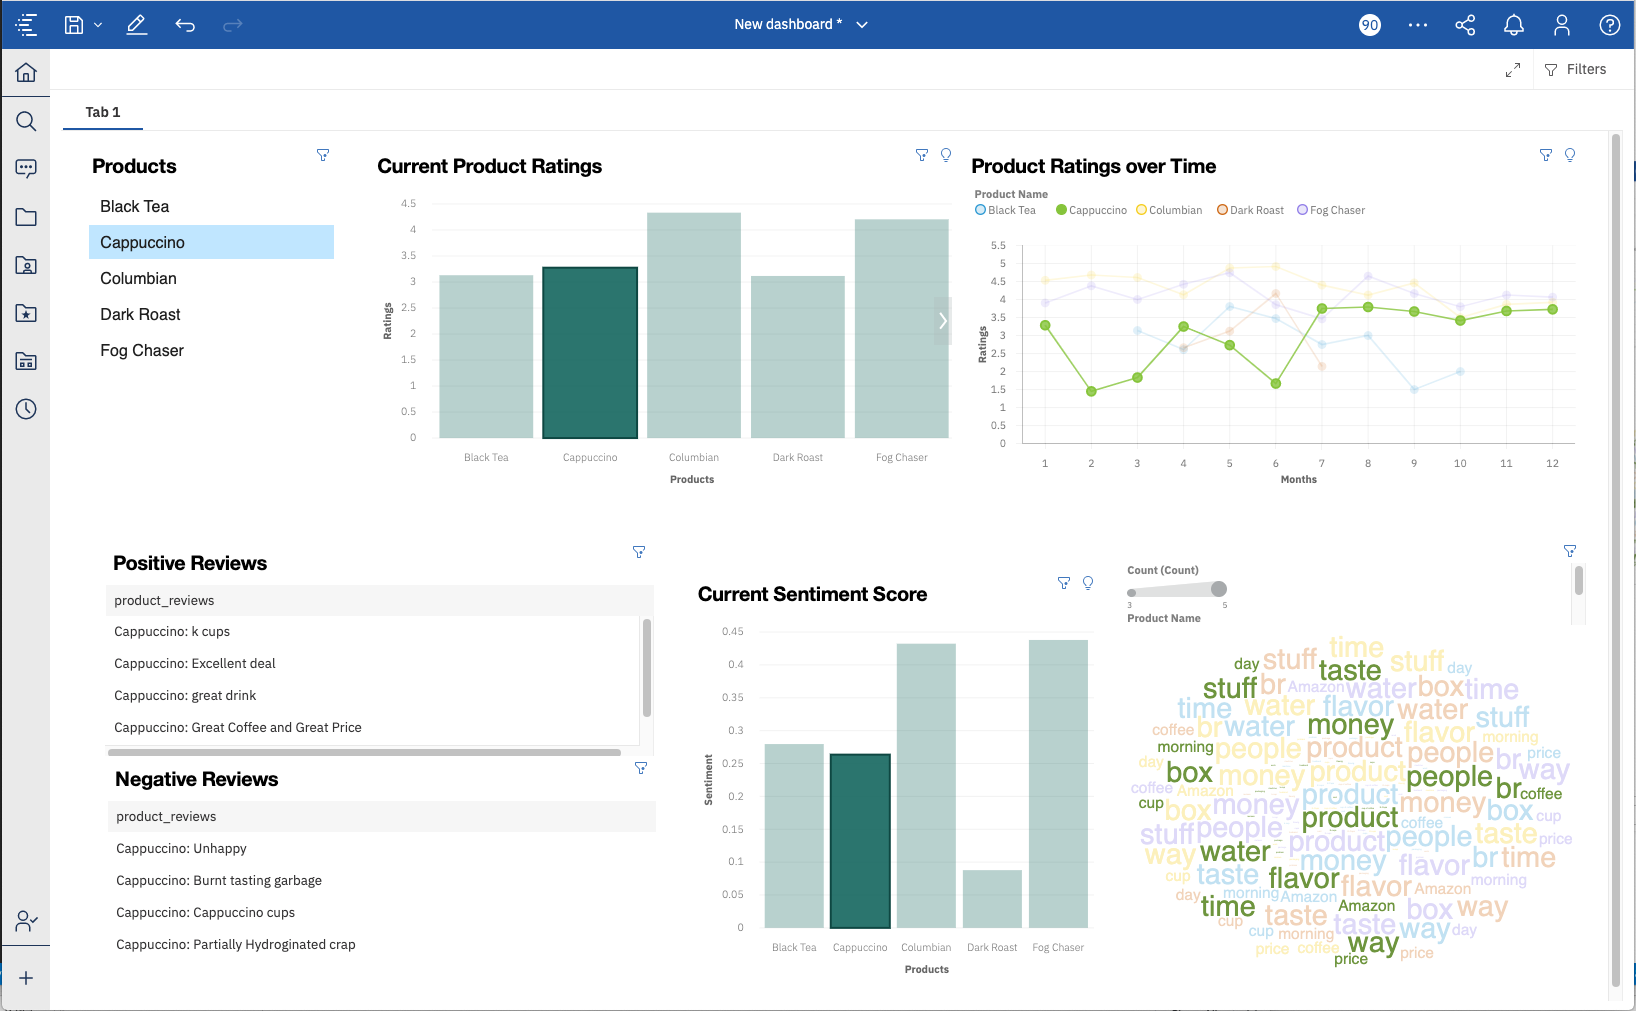 New dashboard *
90
Filters
Tab 1
Products
Black Tea
Cappuccino
Columbian
Dark Roast
Fog Chaser
Current Product Ratings
4.5
4
3.5
3
2.5
2
1.5
1
0.5
0
Ratings
Black Tea Cappuccino Columbian Dark Roast Fog Chaser
Products
Product Ratings over Time
Product Name
Black Tea Cappuccino Columbian Dark Roast Fog Chaser
5.5
5
4.5
4
3.5
3
2.5
2
1.5
1
0.5
0
Ratings
1 2 3 4 5 6 7 8 9 10 11 12
Months
Positive Reviews
product_reviews
Cappuccino: k cups
Cappuccino: Excellent deal
Cappuccino: great drink
Cappuccino: Great Coffee and Great Price
Negative Reviews
product_reviews
Cappuccino: Unhappy
Cappuccino: Burnt tasting garbage
Cappuccino: Cappuccino cups
Cappuccino: Partially Hydroginated crap
Current Sentiment Score
0.45
0.4
0.35
0.3
0.25
0.2
0.15
0.1
0.05
0
Sentiment
Black Tea Cappuccino Columbian Dark Roast Fog Chaser
Products
Count (Count)
3 5
Product Name
time
day stuff taste stuff day
stuff br Amazon water box time
time water flavor water stuff
coffee br water money flavor morning
morning people product people br price
day box money product people way
coffee Amazon product br coffee
cup box money product money box cup
stuff people coffee people taste price
way water product flavor br time
cup taste money flavor morning
day morning Amazon flavor Amazon
time cup taste Amazon box way
cup morning taste way day
price coffee way price
price